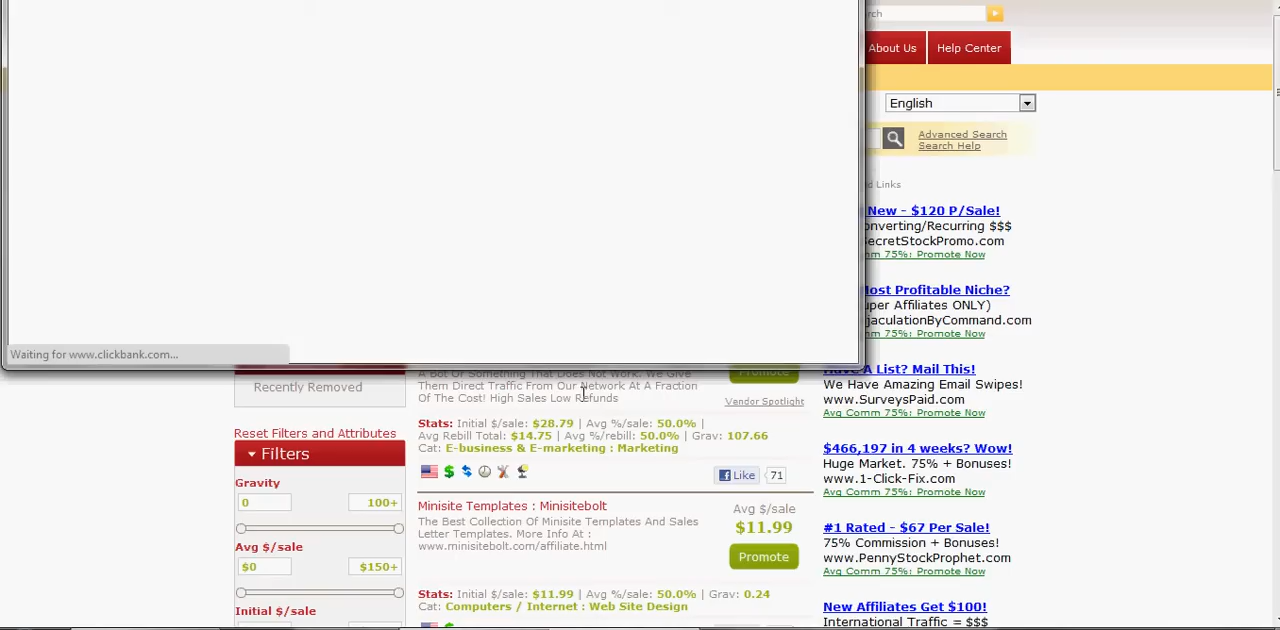 rch
About Us
Help Center
English
Advanced Search
Search Help
d Links
New - $120 P/Sale!
onverting/Recurring $$$
SecretStockPromo.com
mm 75%: Promote Now
Most Profitable Niche?
uper Affiliates ONLY)
jaculationByCommand.com
mm 75%: Promote Now
Have A List? Mail This!
We Have Amazing Email Swipes!
www.SurveysPaid.com
Avg Comm 75%: Promote Now
$466,197 in 4 weeks? Wow!
Huge Market. 75% + Bonuses!
www.1-Click-Fix.com
Avg Comm 75%: Promote Now
#1 Rated - $67 Per Sale!
75% Commission + Bonuses!
www.PennyStockProphet.com
Avg Comm 75%: Promote Now
New Affiliates Get $100!
International Traffic = $$$
Waiting for www.clickbank.com...
Recently Removed
Reset Filters and Attributes
Filters
Gravity
0
100+
Avg $/sale
$0
$150+
Initial $/sale
A Bot Or Something That Does Not Work. We Give
Them Direct Traffic From Our Network At A Fraction
Of The Cost! High Sales Low Refunds
Promote
Vendor Spotlight
Stats: Initial $/sale: $28.79 | Avg %/sale: 50.0% |
Avg Rebill Total: $14.75 | Avg %/rebill: 50.0% | Grav: 107.66
Cat: E-business & E-marketing : Marketing
Like
71
Minisite Templates : Minisitebolt
The Best Collection Of Minisite Templates And Sales
Letter Templates. More Info At :
www.minisitebolt.com/affiliate.html
Avg $/sale
$11.99
Promote
Stats: Initial $/sale: $11.99 | Avg %/sale: 50.0% | Grav: 0.24
Cat: Computers / Internet : Web Site Design